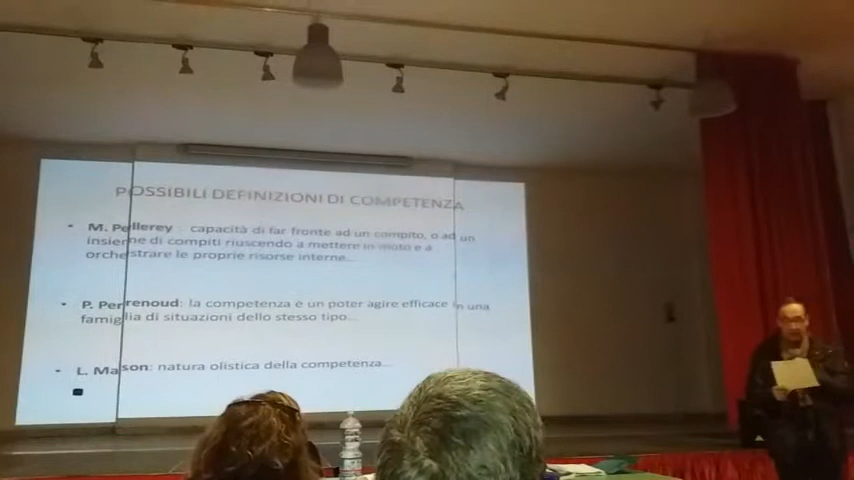 POSSIBILI DEFINIZIONI DI COMPETENZA
• M. Pellerey : capacità di far fronte ad un compito, o ad un
insieme di compiti riuscendo a mettere in moto e a
orchestrare le proprie risorse interne...
• P. Perrenoud: la competenza è un poter agire efficace in una
famiglia di situazioni dello stesso tipo...
• L. Mason: natura olistica della competenza...